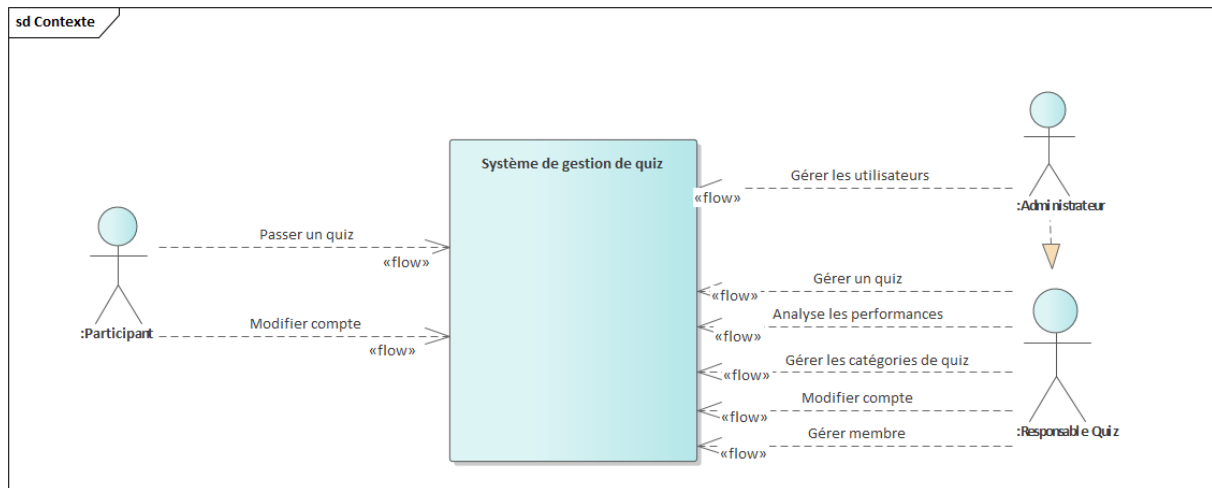 sd Contexte
Système de gestion de quiz
Gérer les utilisateurs
«flow»
:Administrateur
Passer un quiz
«flow»
:Participant
Modifier compte
«flow»
Gérer un quiz
«flow»
Analyse les performances
«flow»
Gérer les catégories de quiz
«flow»
Modifier compte
«flow»
:Responsable Quiz
Gérer membre
«flow»